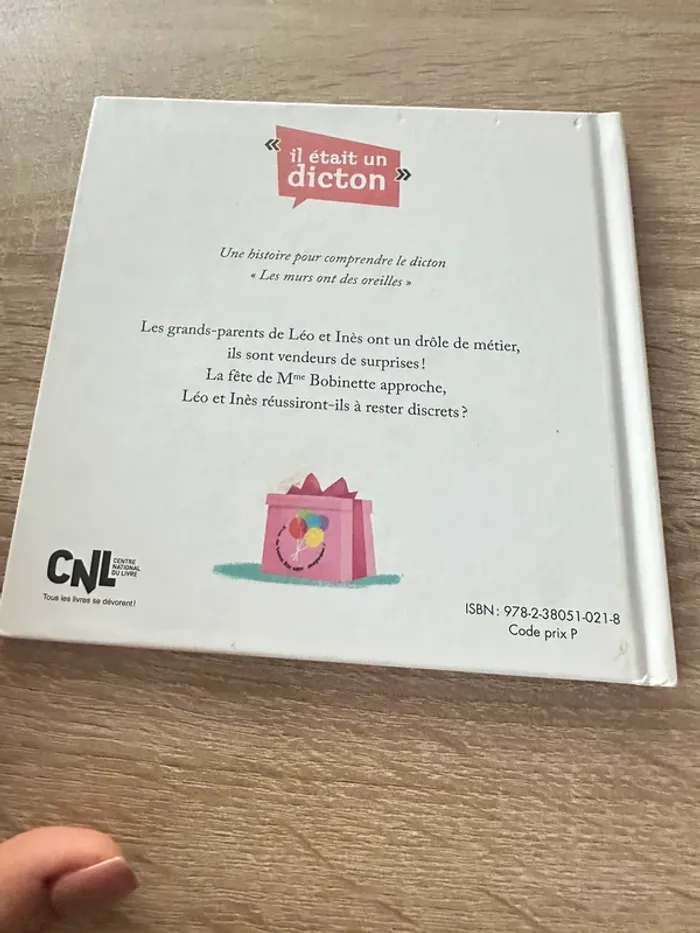 « il était un
dicton »
Une histoire pour comprendre le dicton
« Les murs ont des oreilles »
Les grands-parents de Léo et Inès ont un drôle de métier,
ils sont vendeurs de surprises !
La fête de Mme Bobinette approche,
Léo et Inès réussiront-ils à rester discrets ?
CNL
CENTRE
NATIONAL
DU LIVRE
Tous les livres se dévorent !
ISBN : 978-2-38051-021-8
Code prix P